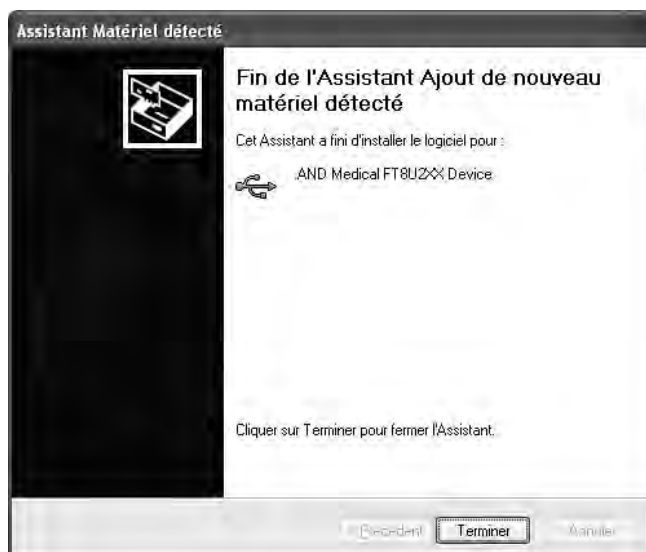 Assistant Matériel détecté
Fin de l'Assistant Ajout de nouveau
matériel détecté
Cet Assistant a fini d'installer le logiciel pour :
AND Medical FT8U2XX Device
Cliquer sur Terminer pour fermer l'Assistant.
< Précédent Terminer Annuler